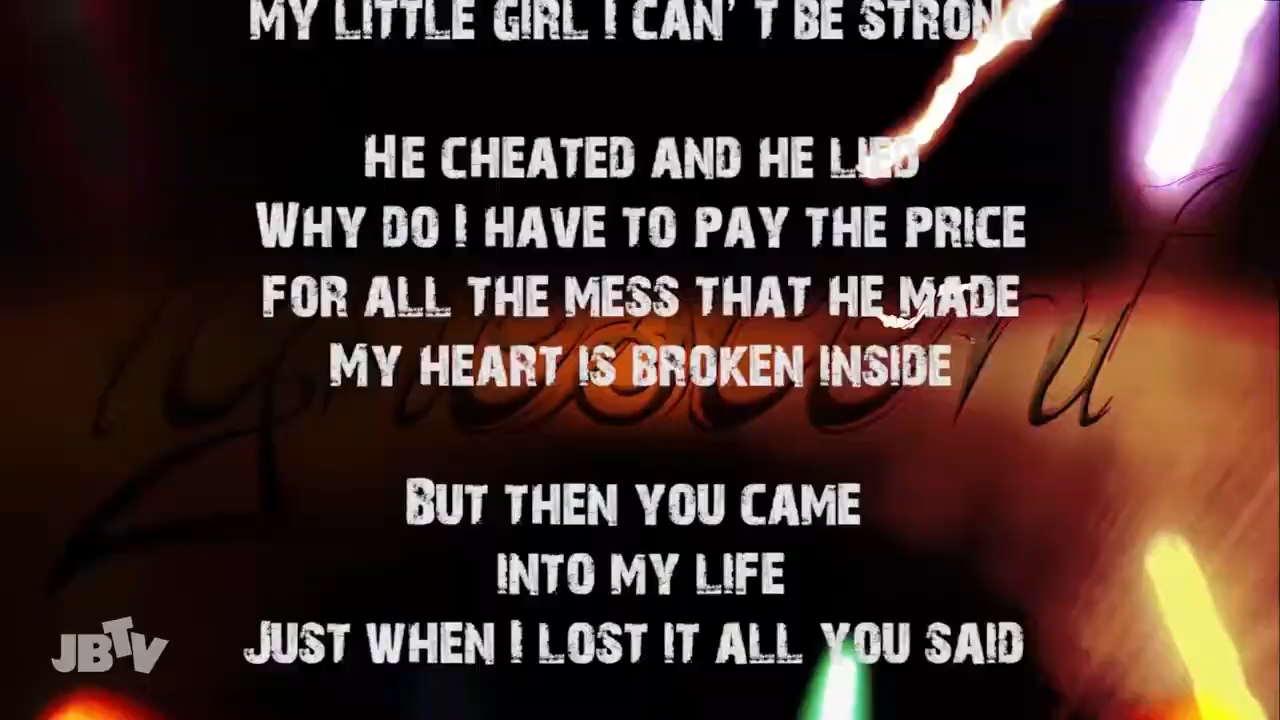 MY LITTLE GIRL I CAN' T BE STRONG
HE CHEATED AND HE LIED
WHY DO I HAVE TO PAY THE PRICE
FOR ALL THE MESS THAT HE MADE
MY HEART IS BROKEN INSIDE
BUT THEN YOU CAME
INTO MY LIFE
JUST WHEN I LOST IT ALL YOU SAID
JBTV